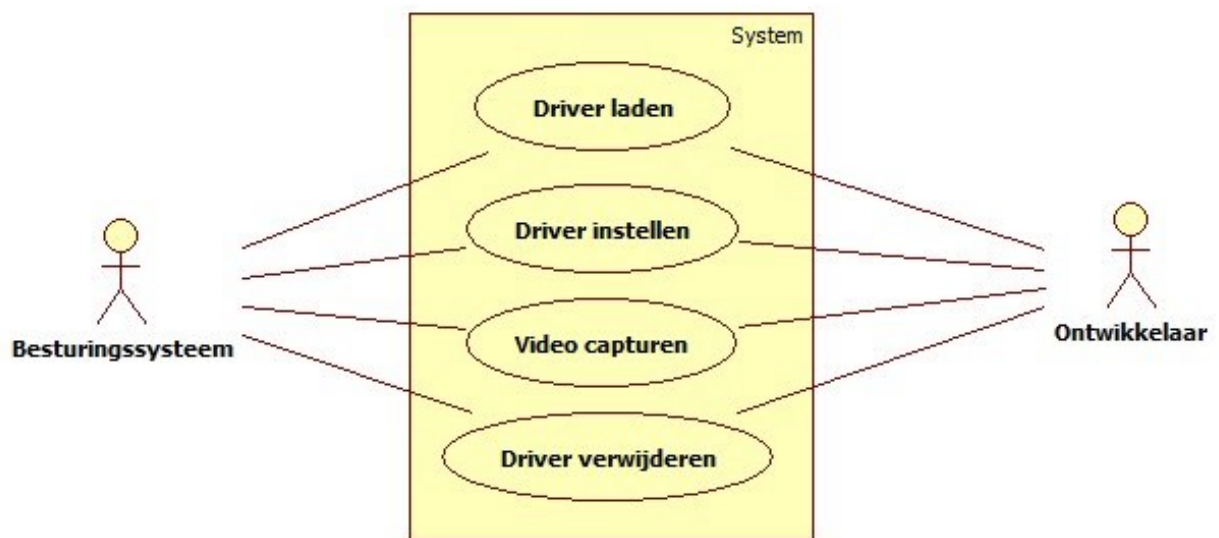 System
Driver laden
Driver instellen
Video capturen
Driver verwijderen
Besturingssysteem
Ontwikkelaar